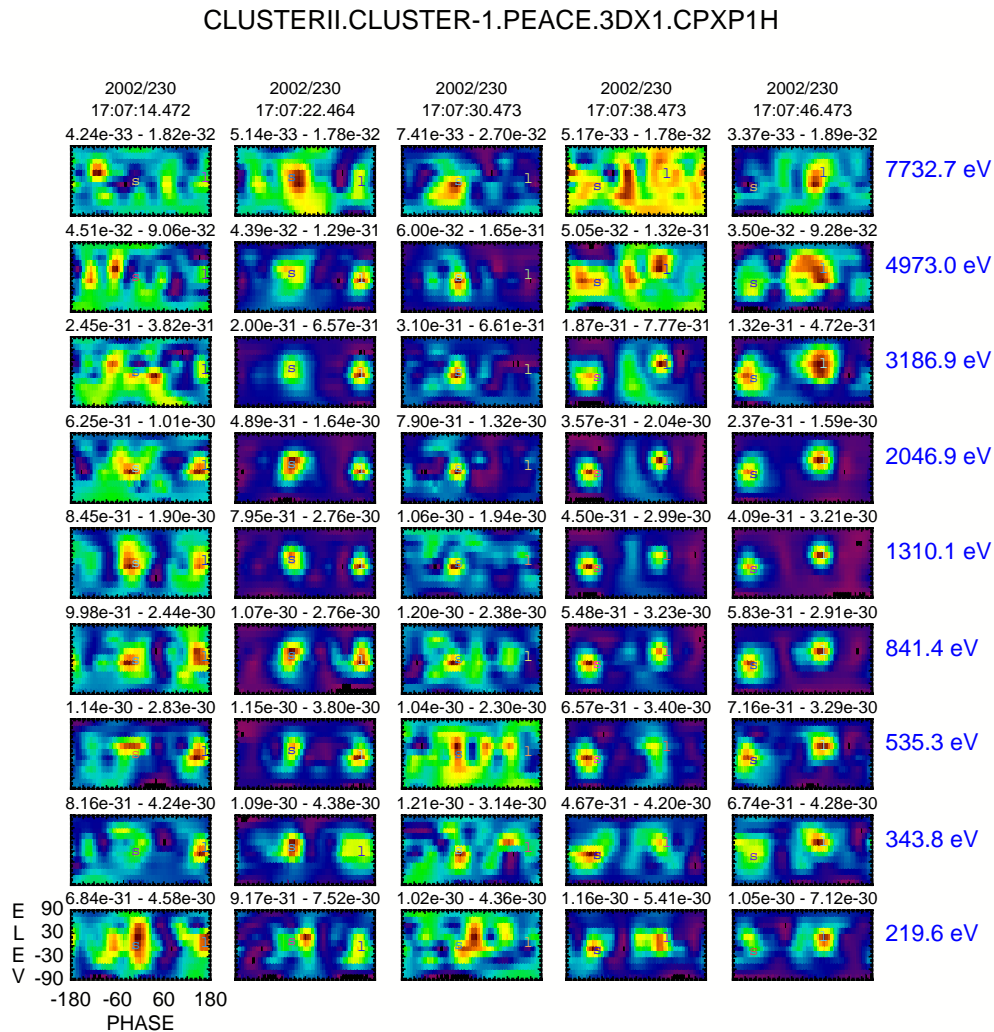 CLUSTERII.CLUSTER-1.PEACE.3DX1.CPXP1H
2002/230 2002/230 2002/230 2002/230 2002/230
17:07:14.472 17:07:22.464 17:07:30.473 17:07:38.473 17:07:46.473
4.24e-33 - 1.82e-32 5.14e-33 - 1.78e-32 7.41e-33 - 2.70e-32 5.17e-33 - 1.78e-32 3.37e-33 - 1.89e-32
7732.7 eV
4.51e-32 - 9.06e-32 4.39e-32 - 1.29e-31 6.00e-32 - 1.65e-31 5.05e-32 - 1.32e-31 3.50e-32 - 9.28e-32
4973.0 eV
2.45e-31 - 3.82e-31 2.00e-31 - 6.57e-31 3.10e-31 - 6.61e-31 1.87e-31 - 7.77e-31 1.32e-31 - 4.72e-31
3186.9 eV
6.25e-31 - 1.01e-30 4.89e-31 - 1.64e-30 7.90e-31 - 1.32e-30 3.57e-31 - 2.04e-30 2.37e-31 - 1.59e-30
2046.9 eV
8.45e-31 - 1.90e-30 7.95e-31 - 2.76e-30 1.06e-30 - 1.94e-30 4.50e-31 - 2.99e-30 4.09e-31 - 3.21e-30
1310.1 eV
9.98e-31 - 2.44e-30 1.07e-30 - 2.76e-30 1.20e-30 - 2.38e-30 5.48e-31 - 3.23e-30 5.83e-31 - 2.91e-30
841.4 eV
1.14e-30 - 2.83e-30 1.15e-30 - 3.80e-30 1.04e-30 - 2.30e-30 6.57e-31 - 3.40e-30 7.16e-31 - 3.29e-30
535.3 eV
8.16e-31 - 4.24e-30 1.09e-30 - 4.38e-30 1.21e-30 - 3.14e-30 4.67e-31 - 4.20e-30 6.74e-31 - 4.28e-30
343.8 eV
6.84e-31 - 4.58e-30 9.17e-31 - 7.52e-30 1.02e-30 - 4.36e-30 1.16e-30 - 5.41e-30 1.05e-30 - 7.12e-30
219.6 eV
ELEV
90
30
-30
-90
-180 -60 60 180
PHASE